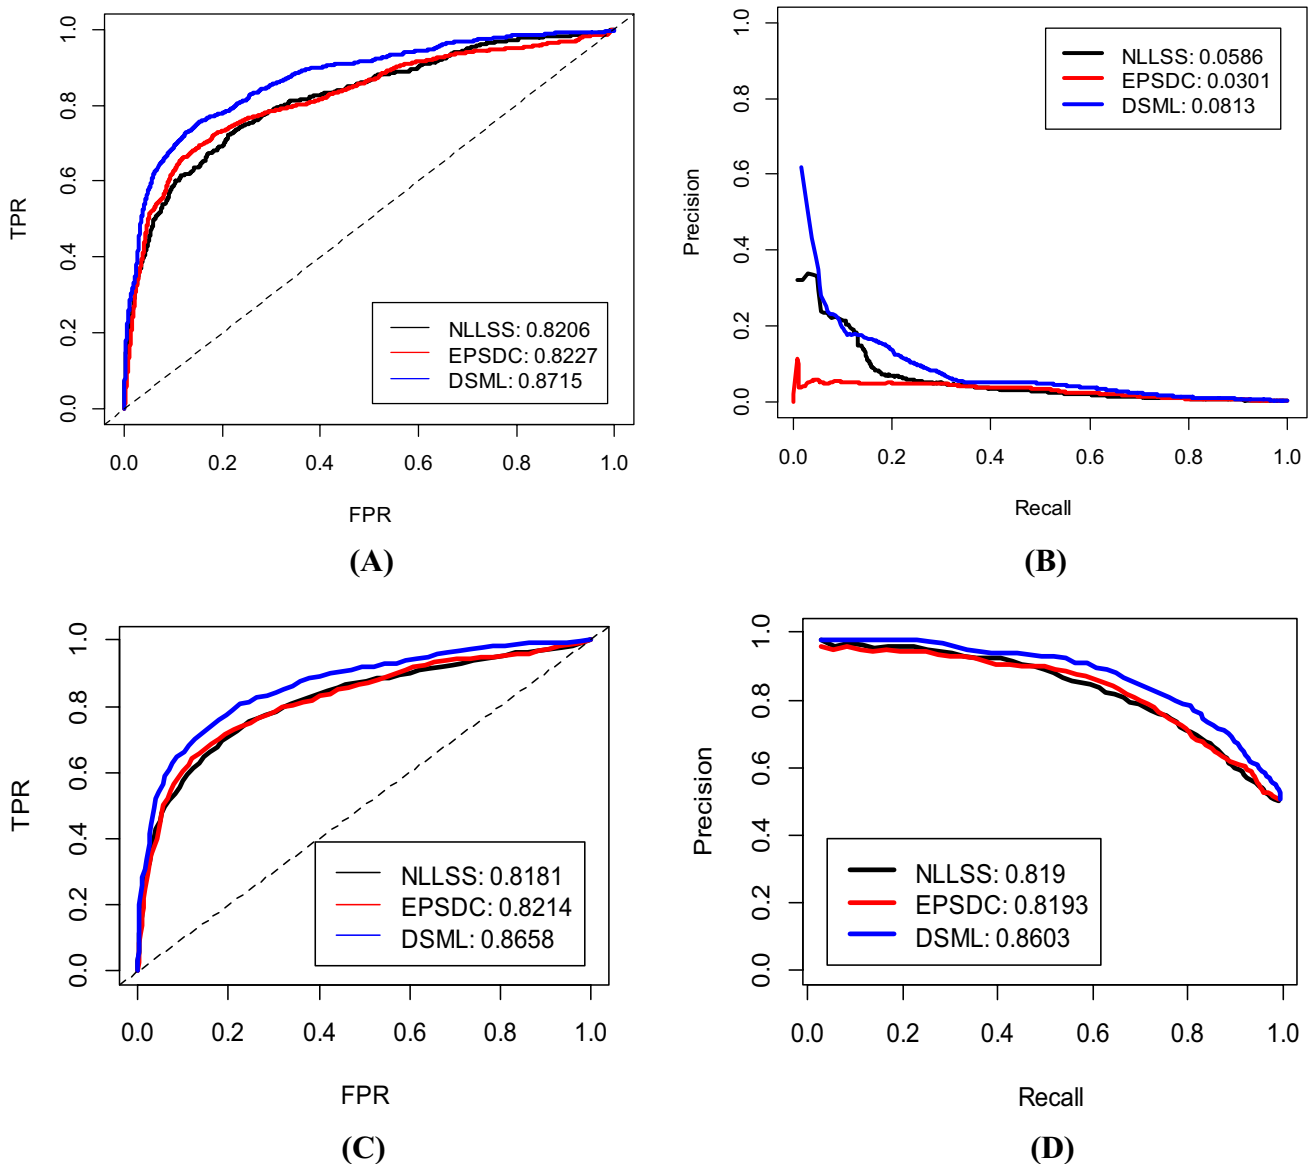 TPR
1.0
0.8
0.6
0.4
0.2
0.0
NLLSS: 0.8206
EPSDC: 0.8227
DSML: 0.8715
0.0 0.2 0.4 0.6 0.8 1.0
FPR
(A)
Precision
1.0
0.8
0.6
0.4
0.2
0.0
NLLSS: 0.0586
EPSDC: 0.0301
DSML: 0.0813
0.0 0.2 0.4 0.6 0.8 1.0
Recall
(B)
TPR
1.0
0.8
0.6
0.4
0.2
0.0
NLLSS: 0.8181
EPSDC: 0.8214
DSML: 0.8658
0.0 0.2 0.4 0.6 0.8 1.0
FPR
(C)
Precision
1.0
0.8
0.6
0.4
0.2
0.0
NLLSS: 0.819
EPSDC: 0.8193
DSML: 0.8603
0.0 0.2 0.4 0.6 0.8 1.0
Recall
(D)